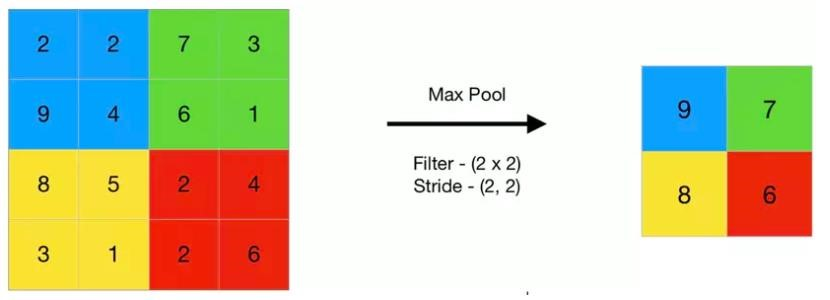 2 2 7 3
9 4 6 1
8 5 2 4
3 1 2 6
Max Pool
Filter - (2 x 2)
Stride - (2, 2)
9 7
8 6